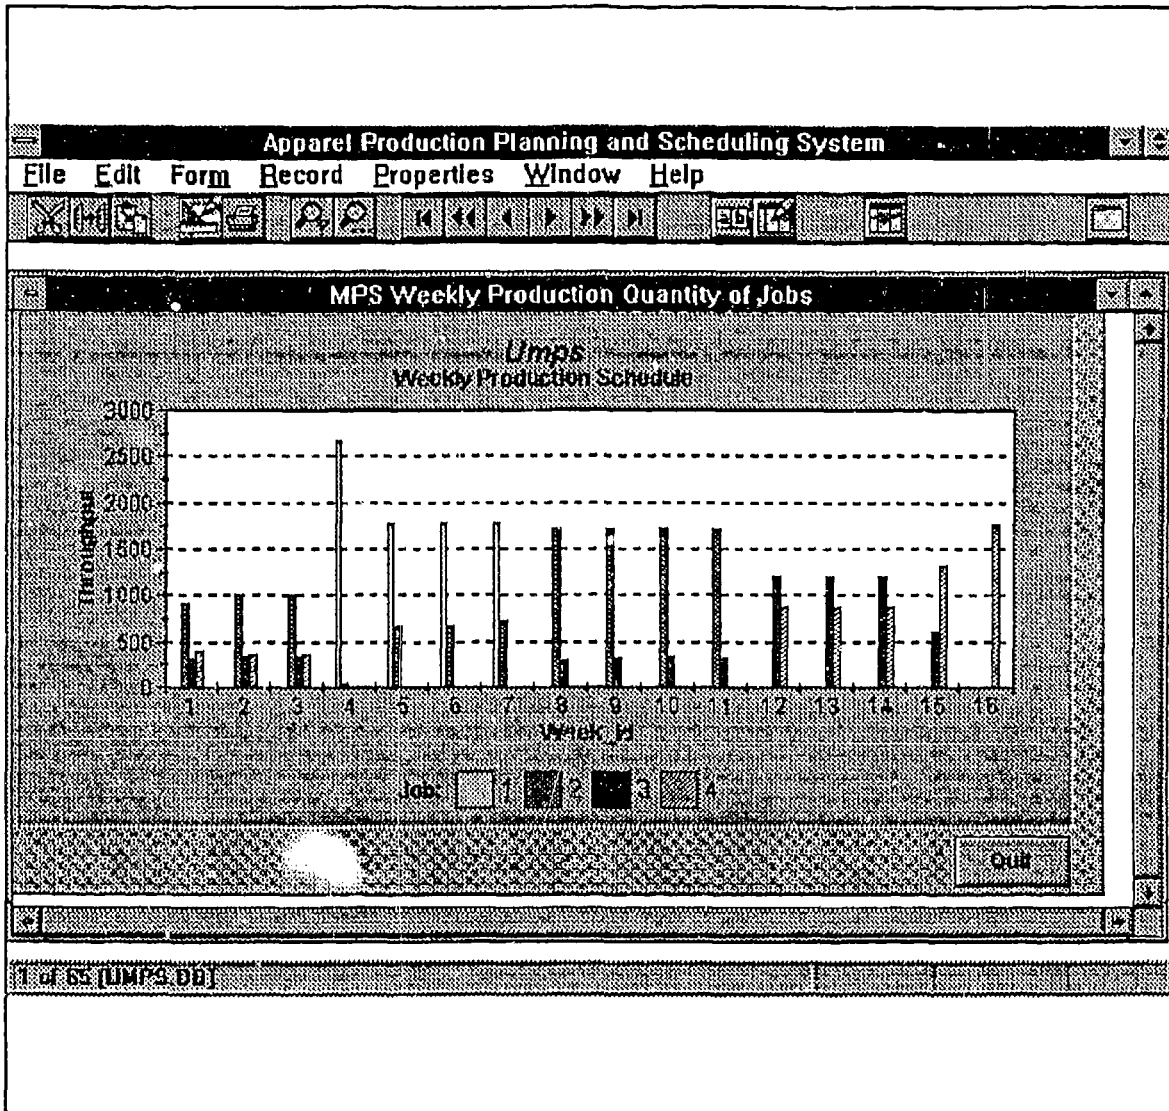 Apparel Production Planning and Scheduling System
File Edit Form Record Properties Window Help
MPS Weekly Production Quantity of Jobs
Umps
Weekly Production Schedule
3000
2500
2000
1500
1000
500
0
Throughput
1 2 3 4 5 6 7 8 9 10 11 12 13 14 15 16
Week_Id
Job: 1 2 3 4
Quit
1 of 65 [UMPS.DB]